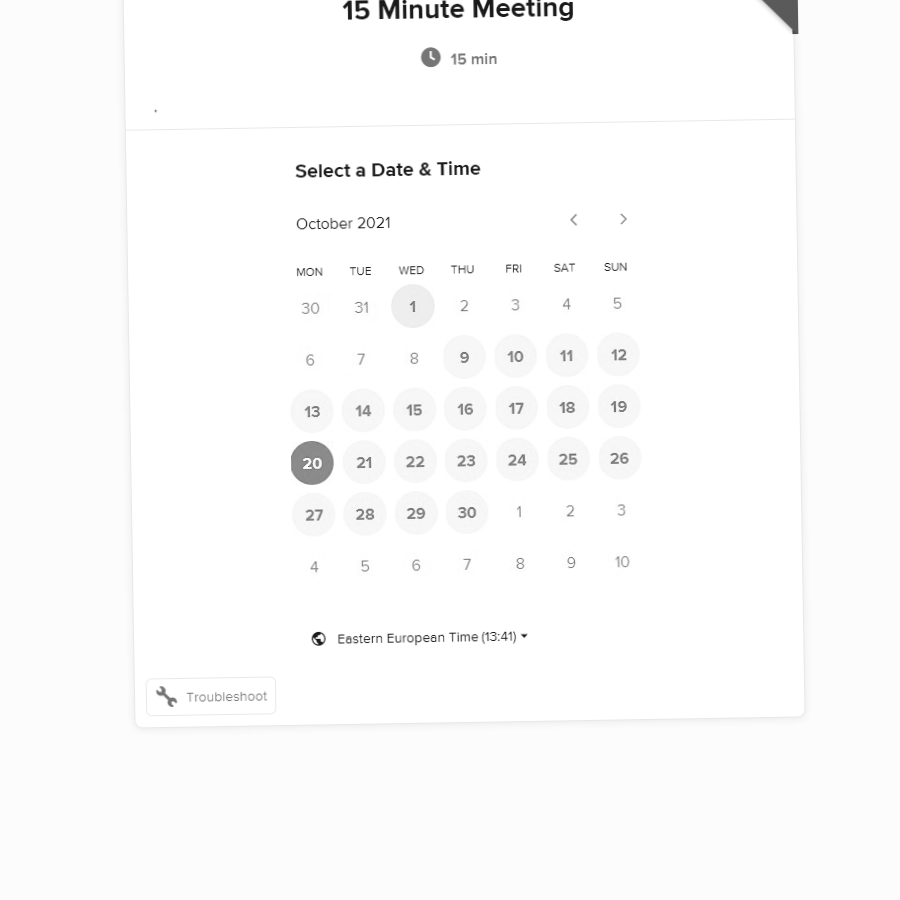 15 Minute Meeting
15 min
.
Select a Date & Time
October 2021
MON TUE WED THU FRI SAT SUN
30 31 1 2 3 4 5
6 7 8 9 10 11 12
13 14 15 16 17 18 19
20 21 22 23 24 25 26
27 28 29 30 1 2 3
4 5 6 7 8 9 10
Eastern European Time (13:41)
Troubleshoot